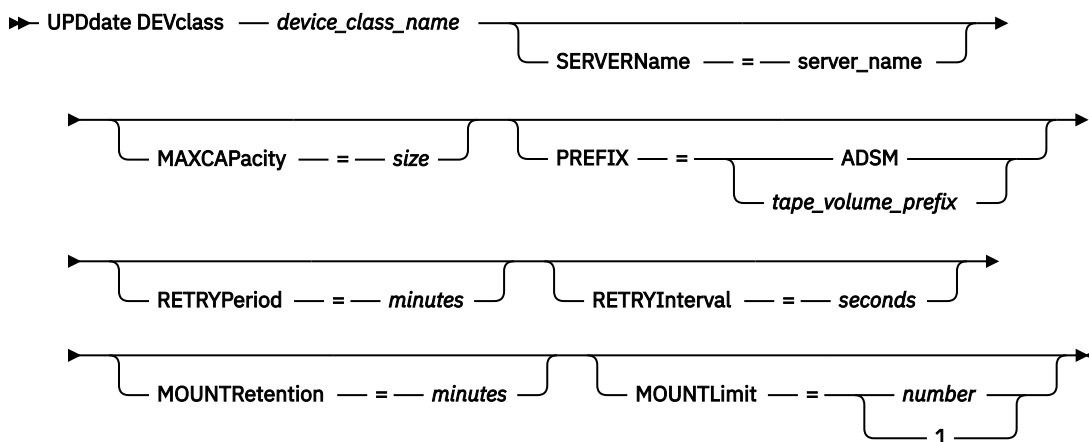 UPDdate DEVclass device_class_name
SERVERName = server_name
MAXCAPacity = size PREFIX = ADSM
tape_volume_prefix
RETRYPeriod = minutes RETRYInterval = seconds
MOUNTRetention = minutes MOUNTLimit = number
1